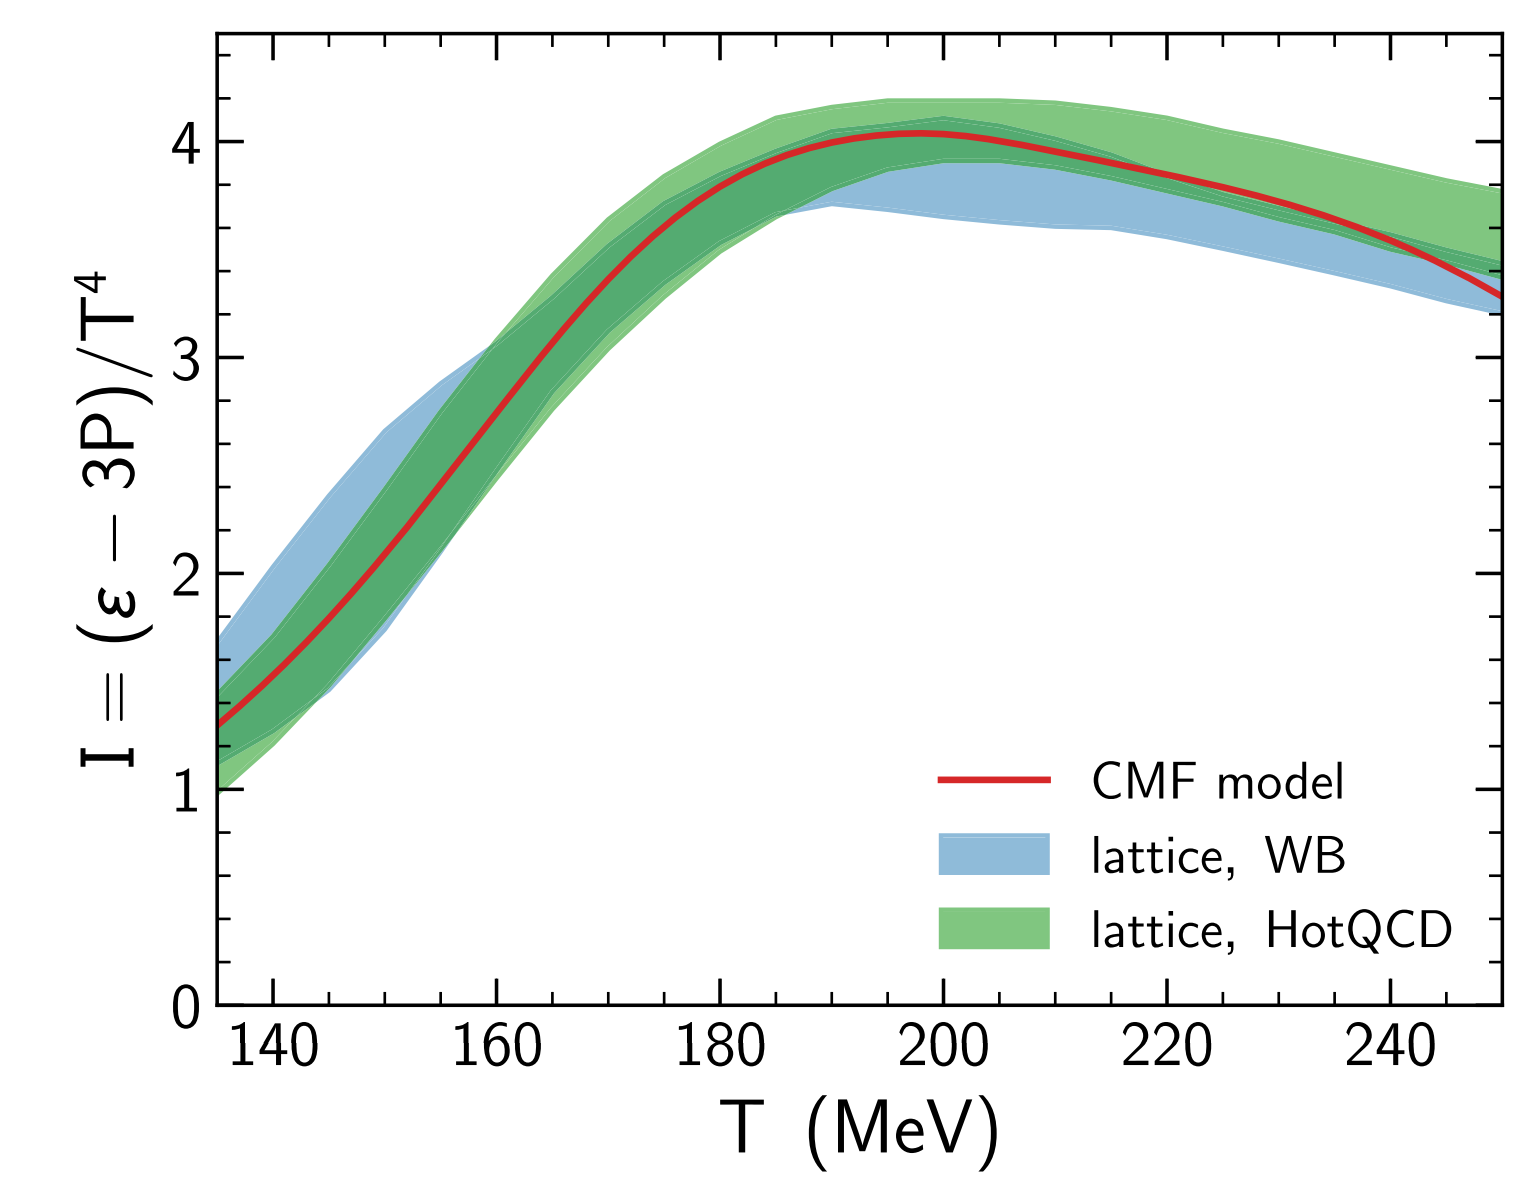 I = (ε − 3P)/T⁴
4
3
2
1
0
140 160 180 200 220 240
T (MeV)
CMF model
lattice, WB
lattice, HotQCD